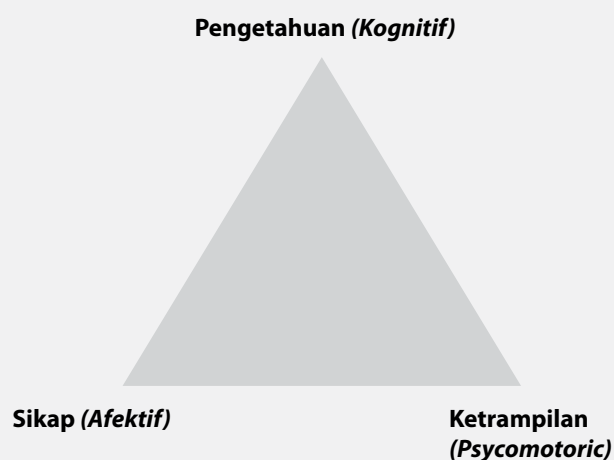 Pengetahuan (Kognitif)
Sikap (Afektif)
Ketrampilan
(Psycomotoric)